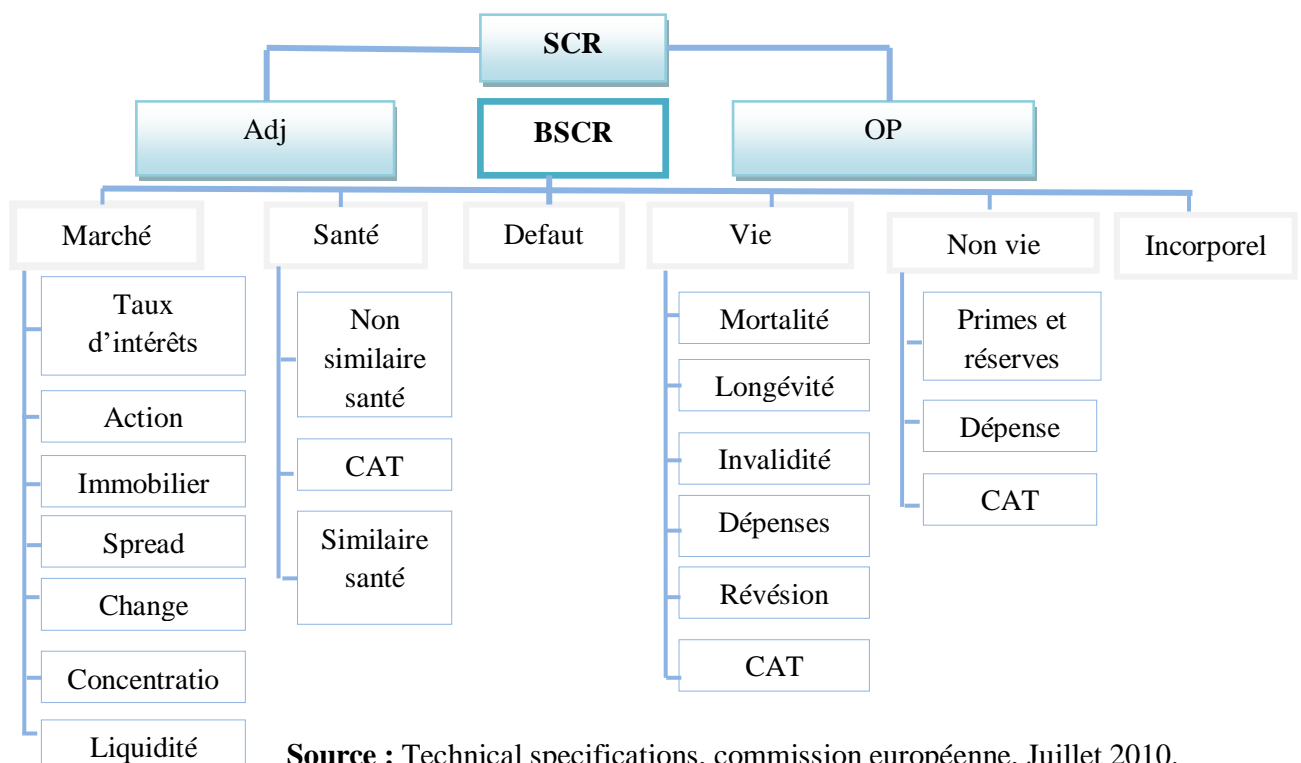 SCR
Adj
BSCR
OP
Marché
Santé
Defaut
Vie
Non vie
Incorporel
Taux
d’intérêts
Action
Immobilier
Spread
Change
Concentratio
Liquidité
Non
similaire
santé
CAT
Similaire
santé
Mortalité
Longévité
Invalidité
Dépenses
Révésion
CAT
Primes et
réserves
Dépense
CAT
Source : Technical specifications, commission européenne, Juillet 2010.